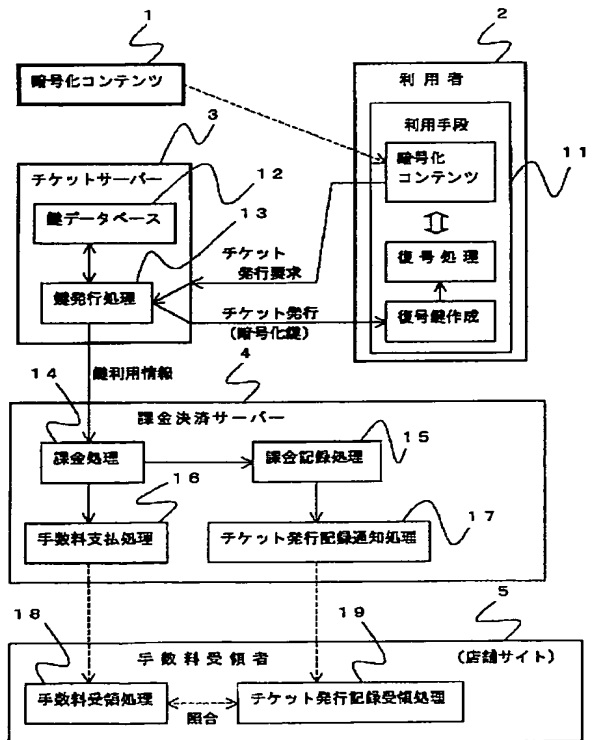 1
2
暗号化コンテンツ
利用者
3
利用手段
チケットサーバー
12
暗号化
コンテンツ
11
鍵データベース
13
チケット
発行要求
復号処理
鍵発行処理
チケット発行
(暗号化鍵)
復号鍵作成
鍵利用情報
4
14
課金決済サーバー
15
課金処理
課金記録処理
16
17
手数料支払処理
チケット発行記録通知処理
5
18
19
手数料受領者
(店舗サイト)
手数料受領処理
チケット発行記録受領処理
照合